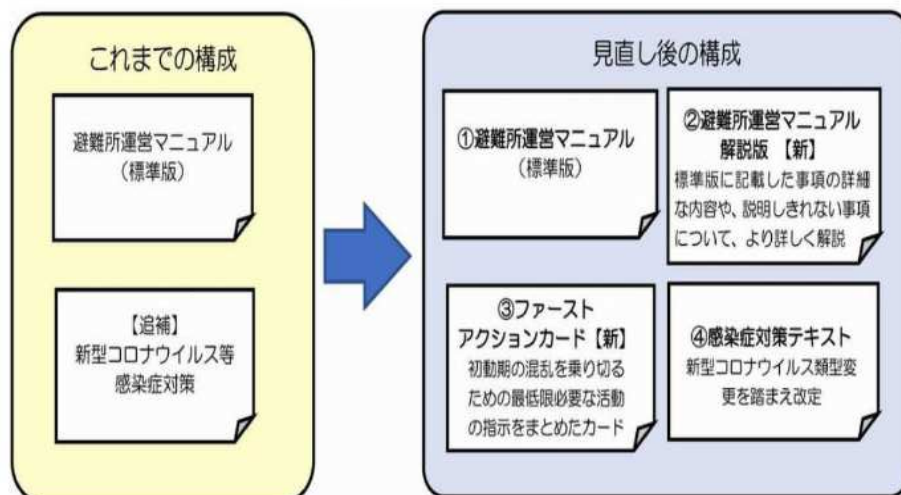 これまでの構成
避難所運営マニュアル
（標準版）
【追補】
新型コロナウイルス等
感染症対策
見直し後の構成
①避難所運営マニュアル
（標準版）
②避難所運営マニュアル
解説版 【新】
標準版に記載した事項の詳細
な内容や、説明しきれない事項
について、より詳しく解説
③ファースト
アクションカード【新】
初動期の混乱を乗り切る
ための最低限必要な活動
の指示をまとめたカード
④感染症対策テキスト
新型コロナウイルス類型変
更を踏まえ改定